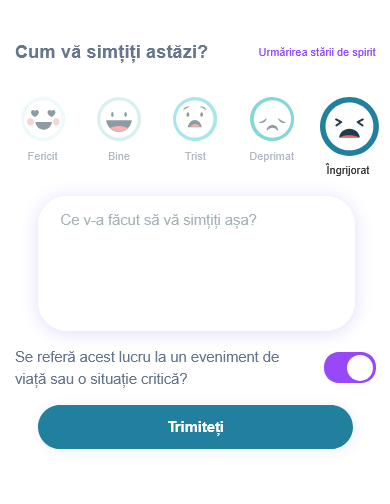 Cum vă simțiți astăzi?
Urmărirea stării de spirit
Fericit
Bine
Trist
Deprimat
Îngrijorat
Ce v-a făcut să vă simțiți așa?
Se referă acest lucru la un eveniment de
viață sau o situație critică?
Trimiteți